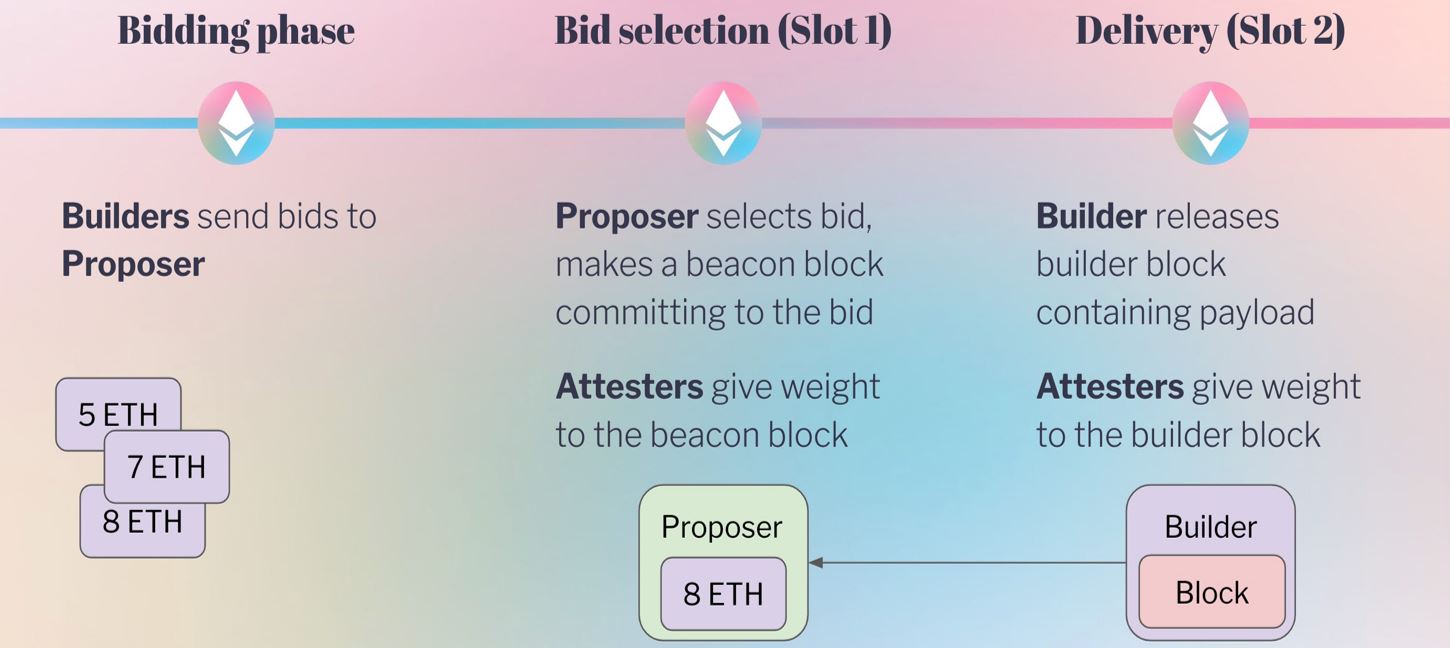 Bidding phase
Bid selection (Slot 1)
Delivery (Slot 2)
Builders send bids to
Proposer
5 ETH
7 ETH
8 ETH
Proposer selects bid,
makes a beacon block
committing to the bid
Attesters give weight
to the beacon block
Proposer
8 ETH
Builder releases
builder block
containing payload
Attesters give weight
to the builder block
Builder
Block